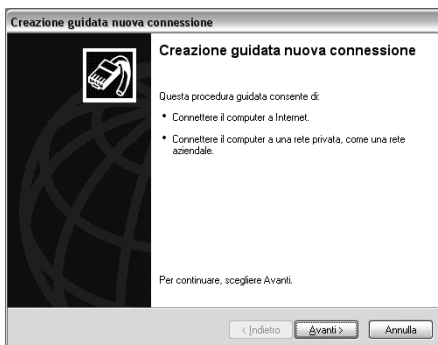 Creazione guidata nuova connessione
Creazione guidata nuova connessione
Questa procedura guidata consente di:
• Connettere il computer a Internet.
• Connettere il computer a una rete privata, come una rete
aziendale.
Per continuare, scegliere Avanti.
< Indietro Avanti > Annulla